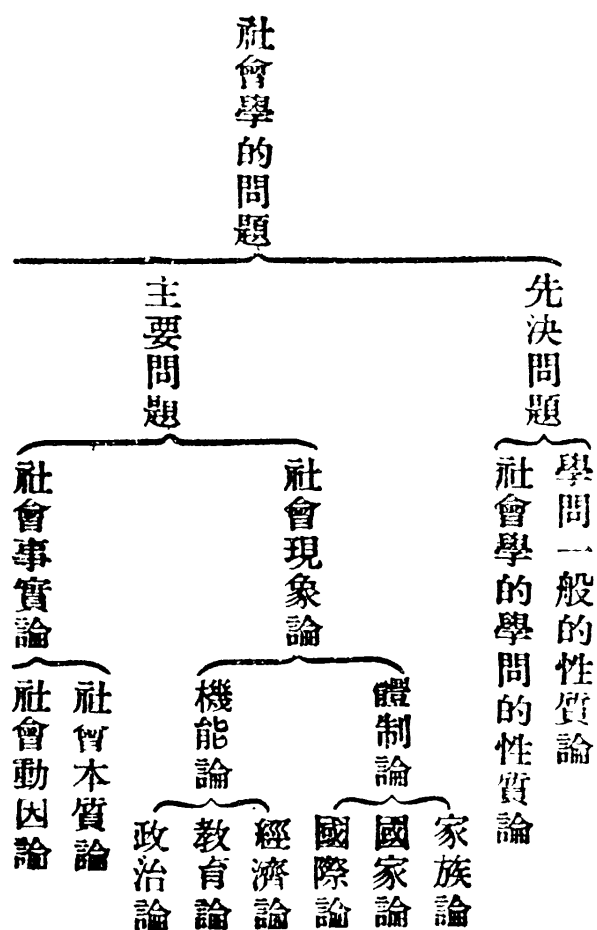 社會學的問題
先決問題
學問一般的性質論
社會學的學問的性質論
主要問題
社會現象論
體制論
家族論
國家論
國際論
機能論
經濟論
教育論
政治論
社會事實論
社會本質論
社會動因論